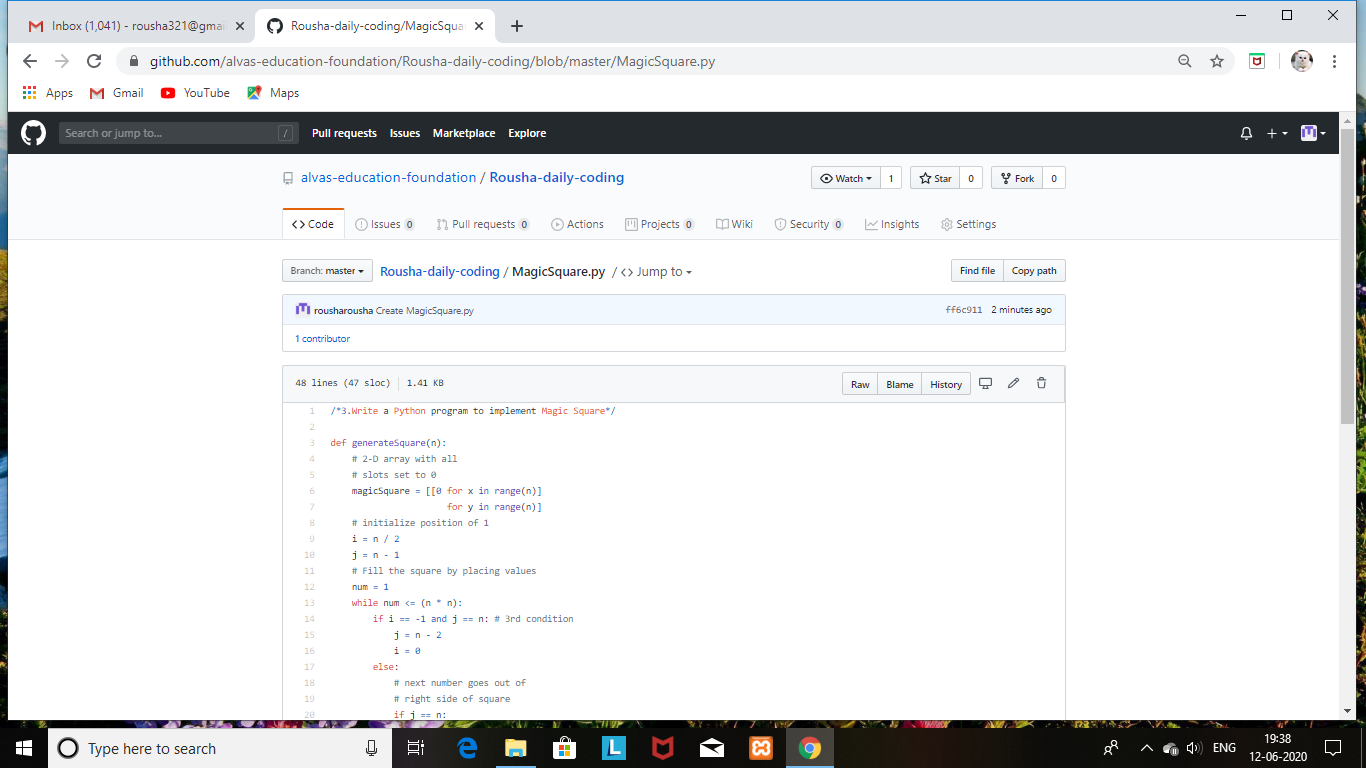 Inbox (1,041) - rousha321@gma
Rousha-daily-coding/MagicSqua
github.com/alvas-education-foundation/Rousha-daily-coding/blob/master/MagicSquare.py
Apps Gmail YouTube Maps
Search or jump to... / Pull requests Issues Marketplace Explore
alvas-education-foundation / Rousha-daily-coding Watch 1 Star 0 Fork 0
Code Issues 0 Pull requests 0 Actions Projects 0 Wiki Security 0 Insights Settings
Branch: master Rousha-daily-coding / MagicSquare.py / <> Jump to Find file Copy path
rousharousha Create MagicSquare.py ff6c911 2 minutes ago
1 contributor
48 lines (47 sloc) 1.41 KB Raw Blame History
1 /*3.Write a Python program to implement Magic Square*/
2
3 def generateSquare(n):
4 # 2-D array with all
5 # slots set to 0
6 magicSquare = [[0 for x in range(n)]
7 for y in range(n)]
8 # initialize position of 1
9 i = n / 2
10 j = n - 1
11 # Fill the square by placing values
12 num = 1
13 while num <= (n * n):
14 if i == -1 and j == n: # 3rd condition
15 j = n - 2
16 i = 0
17 else:
18 # next number goes out of
19 # right side of square
20 if j == n:
Type here to search ENG 19:38
12-06-2020